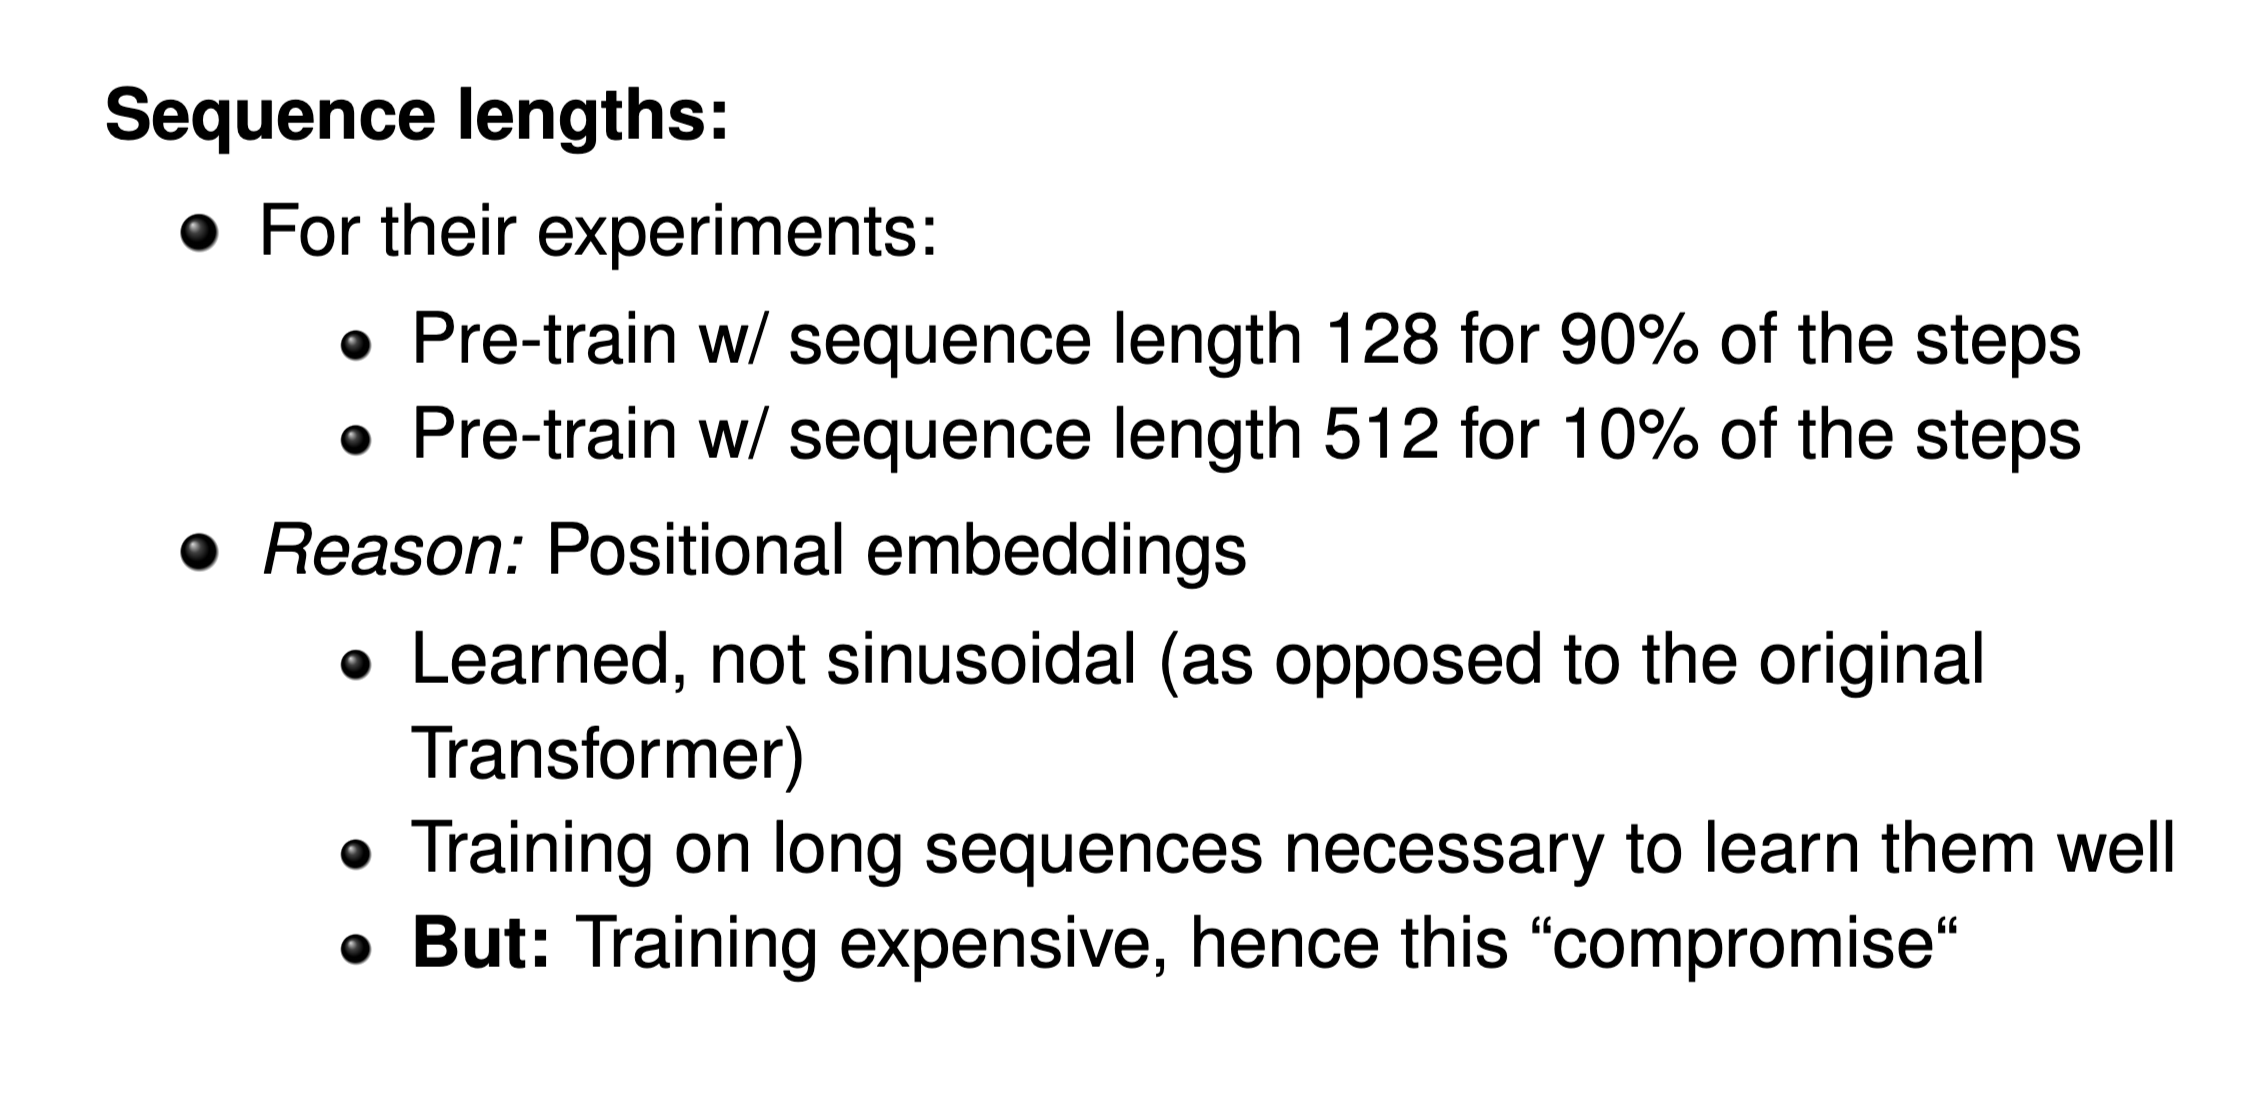 Sequence lengths:
For their experiments:
Pre-train w/ sequence length 128 for 90% of the steps
Pre-train w/ sequence length 512 for 10% of the steps
Reason: Positional embeddings
Learned, not sinusoidal (as opposed to the original
Transformer)
Training on long sequences necessary to learn them well
But: Training expensive, hence this “compromise“